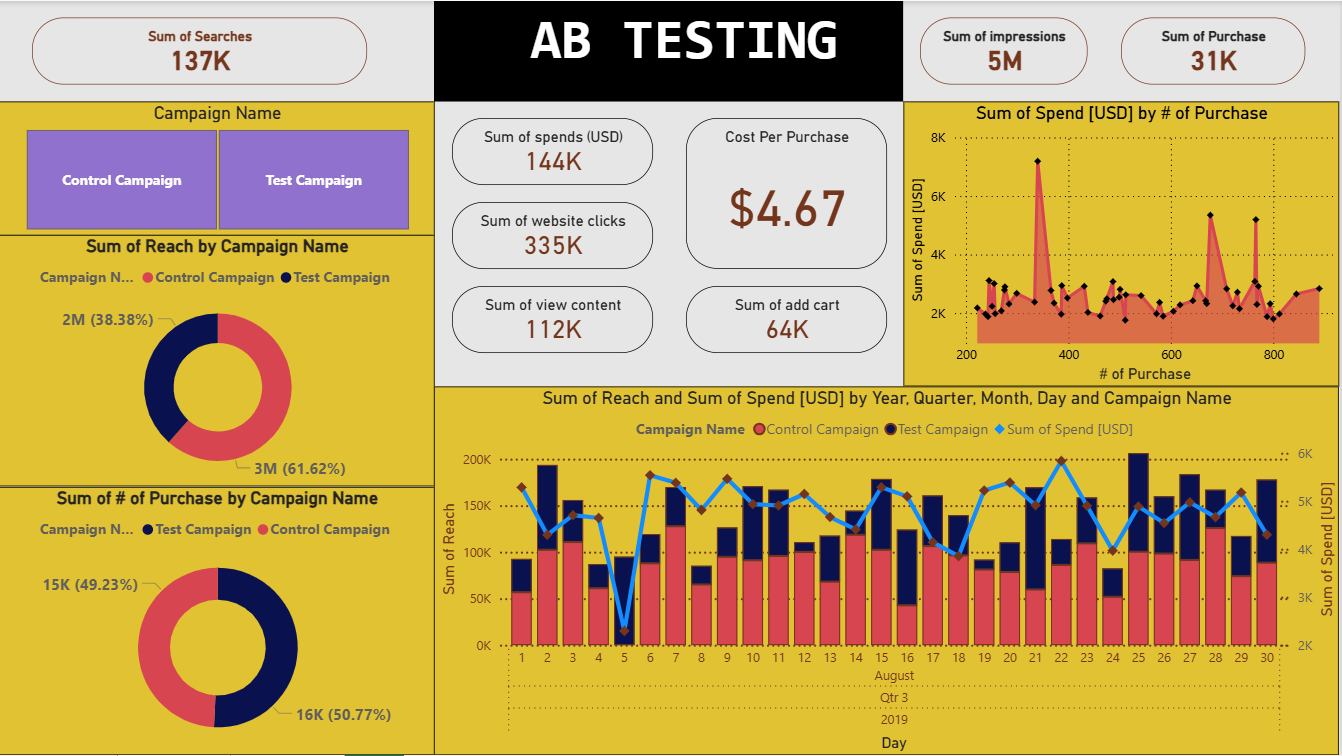 Sum of Searches
137K
AB TESTING
Sum of impressions
5M
Sum of Purchase
31K
Campaign Name
Control Campaign
Test Campaign
Sum of Reach by Campaign Name
Campaign N... Control Campaign Test Campaign
2M (38.38%)
3M (61.62%)
Sum of # of Purchase by Campaign Name
Campaign N... Test Campaign Control Campaign
15K (49.23%)
16K (50.77%)
Sum of spends (USD)
144K
Sum of website clicks
335K
Sum of view content
112K
Cost Per Purchase
$4.67
Sum of add cart
64K
Sum of Spend [USD] by # of Purchase
Sum of Spend [USD]
8K
6K
4K
2K
200 400 600 800
# of Purchase
Sum of Reach and Sum of Spend [USD] by Year, Quarter, Month, Day and Campaign Name
Campaign Name Control Campaign Test Campaign Sum of Spend [USD]
Sum of Reach
200K
150K
100K
50K
0K
6K
5K
4K
3K
2K
Sum of Spend [USD]
1 2 3 4 5 6 7 8 9 10 11 12 13 14 15 16 17 18 19 20 21 22 23 24 25 26 27 28 29 30
August
Qtr 3
2019
Day